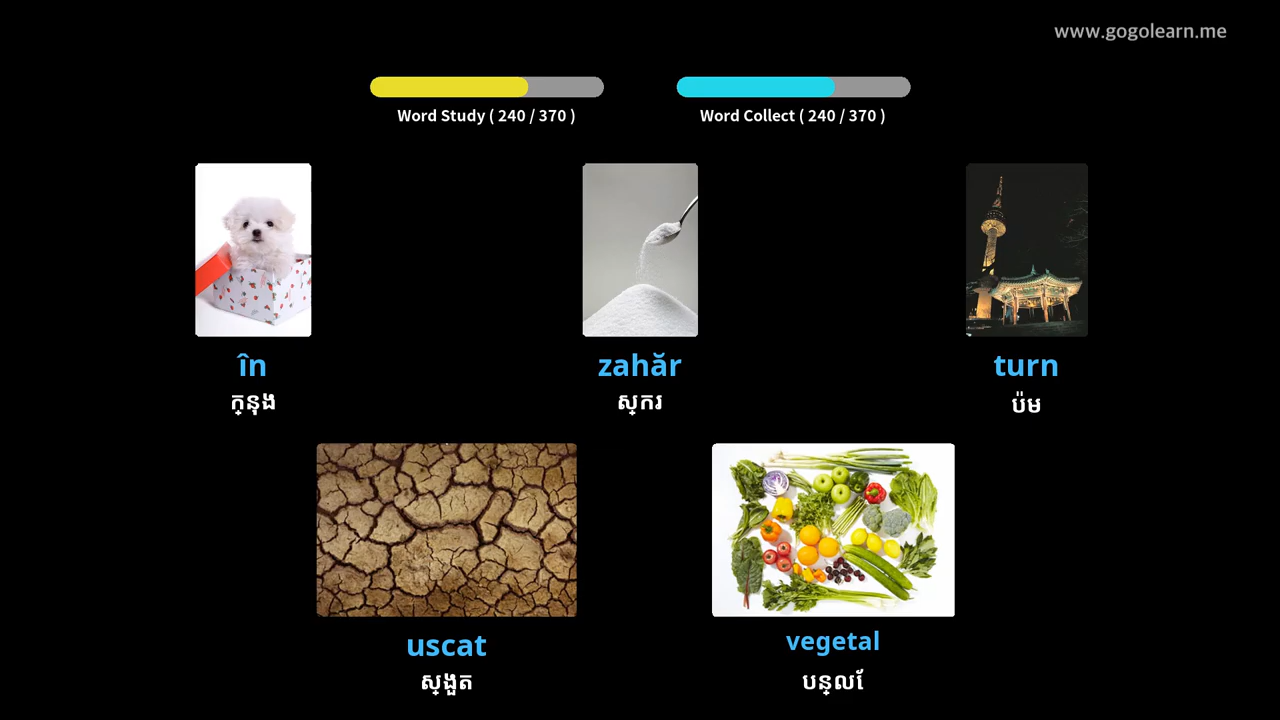 www.gogolearn.me
Word Study ( 240 / 370 )
Word Collect ( 240 / 370 )
în
ក្នុង
zahăr
ស្ករ
turn
ប៉ម
uscat
ស្ងួត
vegetal
បន្លែ